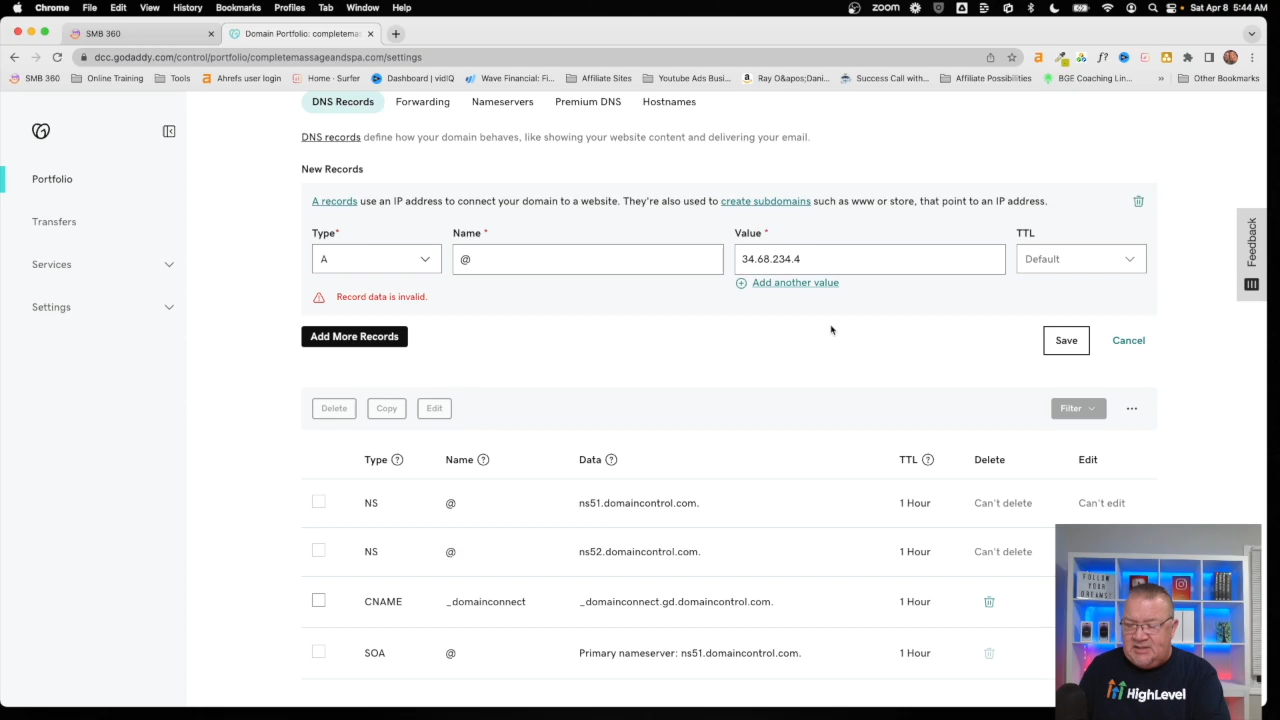 Chrome File Edit View History Bookmarks Profiles Tab Window Help zoom Sat Apr 8 5:44 AM
SMB 360 Domain Portfolio: completema
dcc.godaddy.com/control/portfolio/completemassageandspa.com/settings
SMB 360 Online Training Tools Ahrefs user login Home · Surfer Dashboard | vidIQ Wave Financial: Fi... Affiliate Sites Youtube Ads Busi... Ray O&apos;Dani... Success Call with... Affiliate Possibilities BGE Coaching Lin... » Other Bookmarks
DNS Records Forwarding Nameservers Premium DNS Hostnames
DNS records define how your domain behaves, like showing your website content and delivering your email.
Portfolio
Transfers
Services
Settings
New Records
A records use an IP address to connect your domain to a website. They're also used to create subdomains such as www or store, that point to an IP address.
Type* Name * Value * TTL
A @ 34.68.234.4 Default
Add another value
Record data is invalid.
Add More Records Save Cancel
Feedback
Delete Copy Edit Filter ...
Type ? Name ? Data ? TTL ? Delete Edit
NS @ ns51.domaincontrol.com. 1 Hour Can't delete Can't edit
NS @ ns52.domaincontrol.com. 1 Hour Can't delete
CNAME _domainconnect _domainconnect.gd.domaincontrol.com. 1 Hour
SOA @ Primary nameserver: ns51.domaincontrol.com. 1 Hour
FOLLOW
YOUR
DREAMS!
HIGHLEVEL